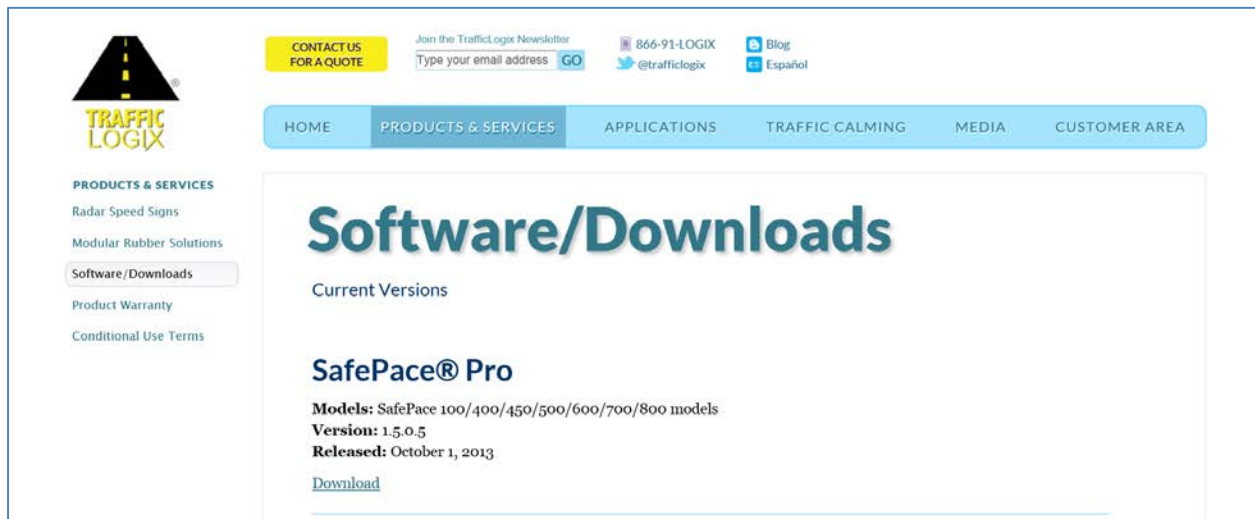 CONTACT US
FOR A QUOTE
Join the TrafficLogix Newsletter
Type your email address GO
866-91-LOGIX
@trafficlogix
Blog
Español
®
TRAFFIC
LOGIX
HOME PRODUCTS & SERVICES APPLICATIONS TRAFFIC CALMING MEDIA CUSTOMER AREA
PRODUCTS & SERVICES
Radar Speed Signs
Modular Rubber Solutions
Software/Downloads
Product Warranty
Conditional Use Terms
Software/Downloads
Current Versions
SafePace® Pro
Models: SafePace 100/400/450/500/600/700/800 models
Version: 1.5.0.5
Released: October 1, 2013
Download